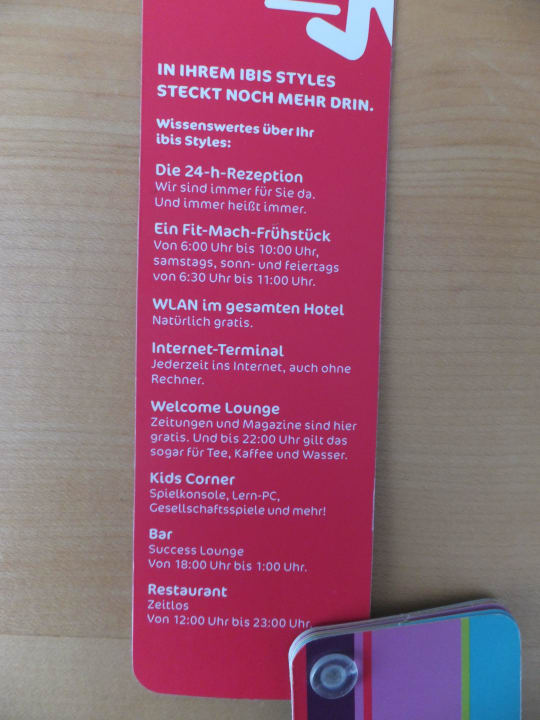 IN IHREM IBIS STYLES
STECKT NOCH MEHR DRIN.
Wissenswertes über Ihr
ibis Styles:
Die 24-h-Rezeption
Wir sind immer für Sie da.
Und immer heißt immer.
Ein Fit-Mach-Frühstück
Von 6:00 Uhr bis 10:00 Uhr,
samstags, sonn- und feiertags
von 6:30 Uhr bis 11:00 Uhr.
WLAN im gesamten Hotel
Natürlich gratis.
Internet-Terminal
Jederzeit ins Internet, auch ohne
Rechner.
Welcome Lounge
Zeitungen und Magazine sind hier
gratis. Und bis 22:00 Uhr gilt das
sogar für Tee, Kaffee und Wasser.
Kids Corner
Spielkonsole, Lern-PC,
Gesellschaftsspiele und mehr!
Bar
Success Lounge
Von 18:00 Uhr bis 1:00 Uhr.
Restaurant
Zeitlos
Von 12:00 Uhr bis 23:00 Uhr.